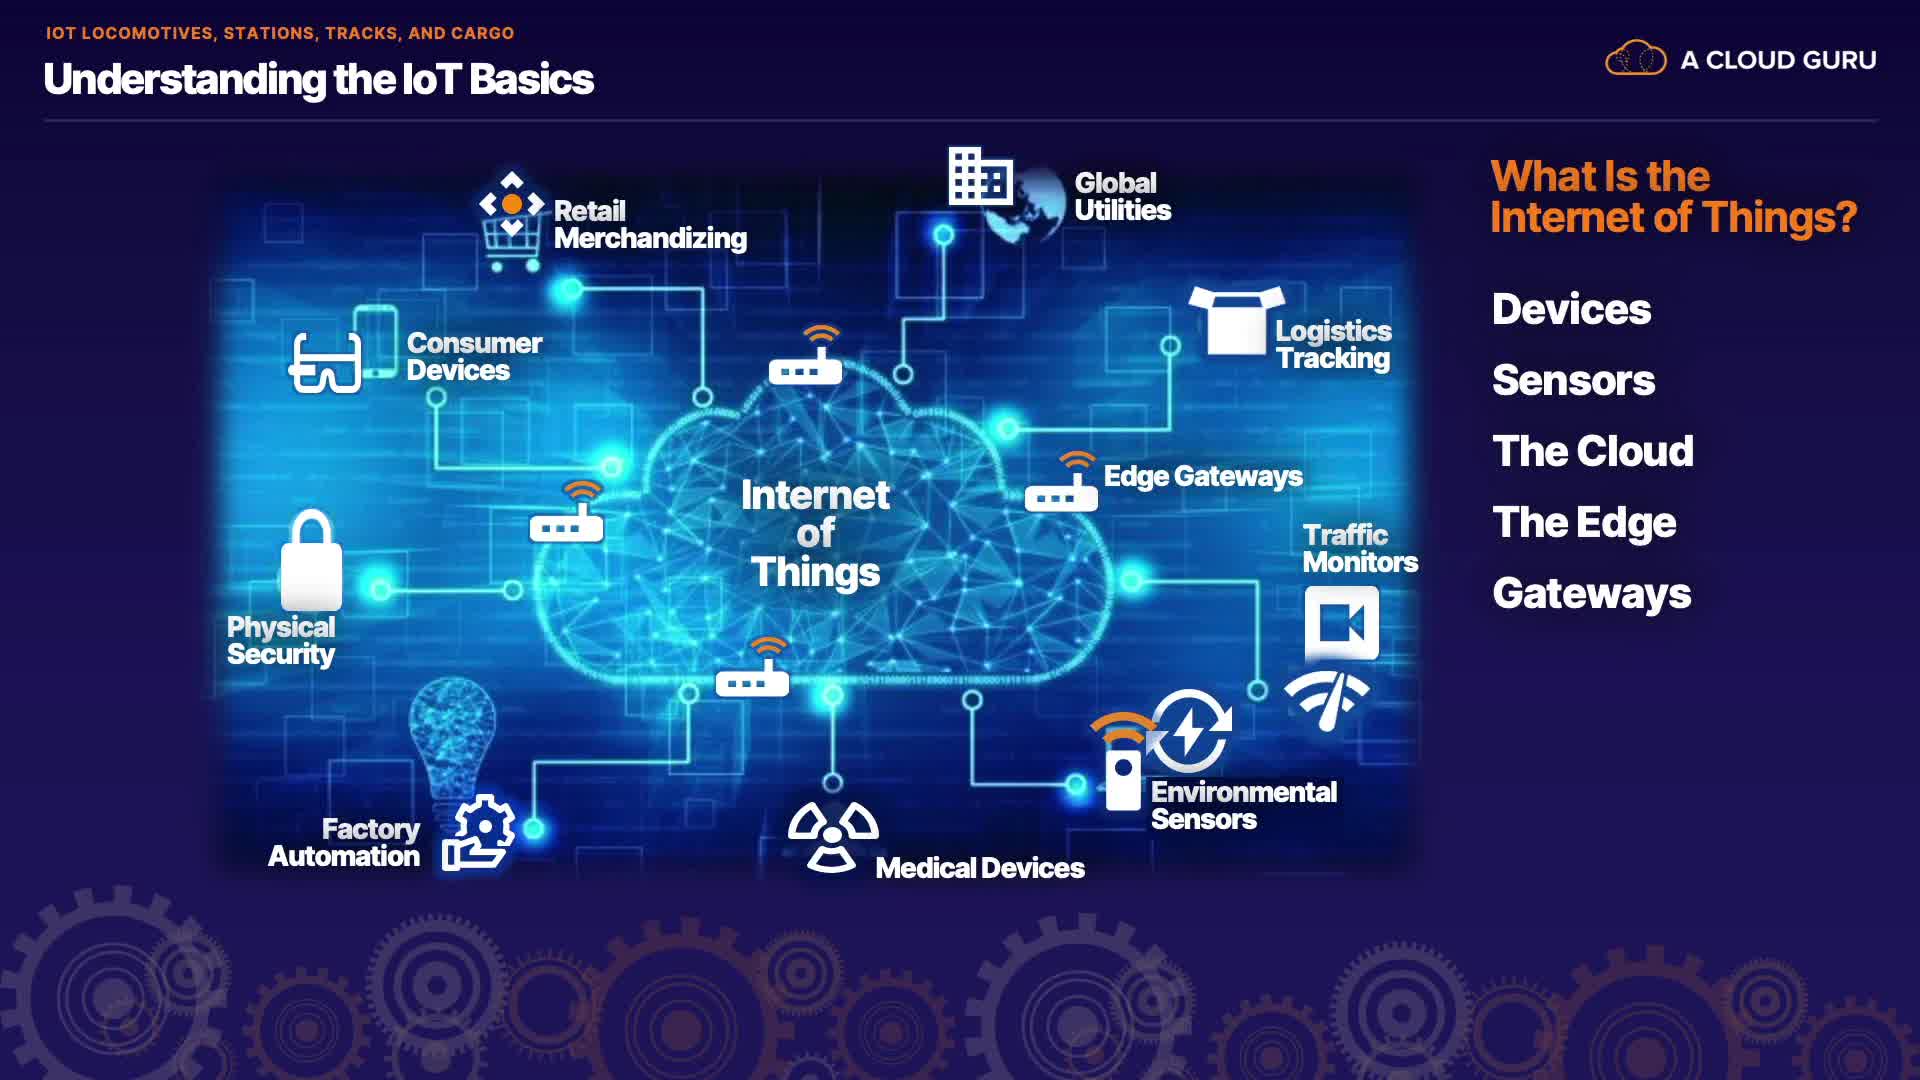 IOT LOCOMOTIVES, STATIONS, TRACKS, AND CARGO
Understanding the IoT Basics
A CLOUD GURU
What Is the
Internet of Things?
Devices
Sensors
The Cloud
The Edge
Gateways
Retail
Merchandizing
Global
Utilities
Consumer
Devices
Logistics
Tracking
Edge Gateways
Internet
of
Things
Traffic
Monitors
Physical
Security
Environmental
Sensors
Factory
Automation
Medical Devices